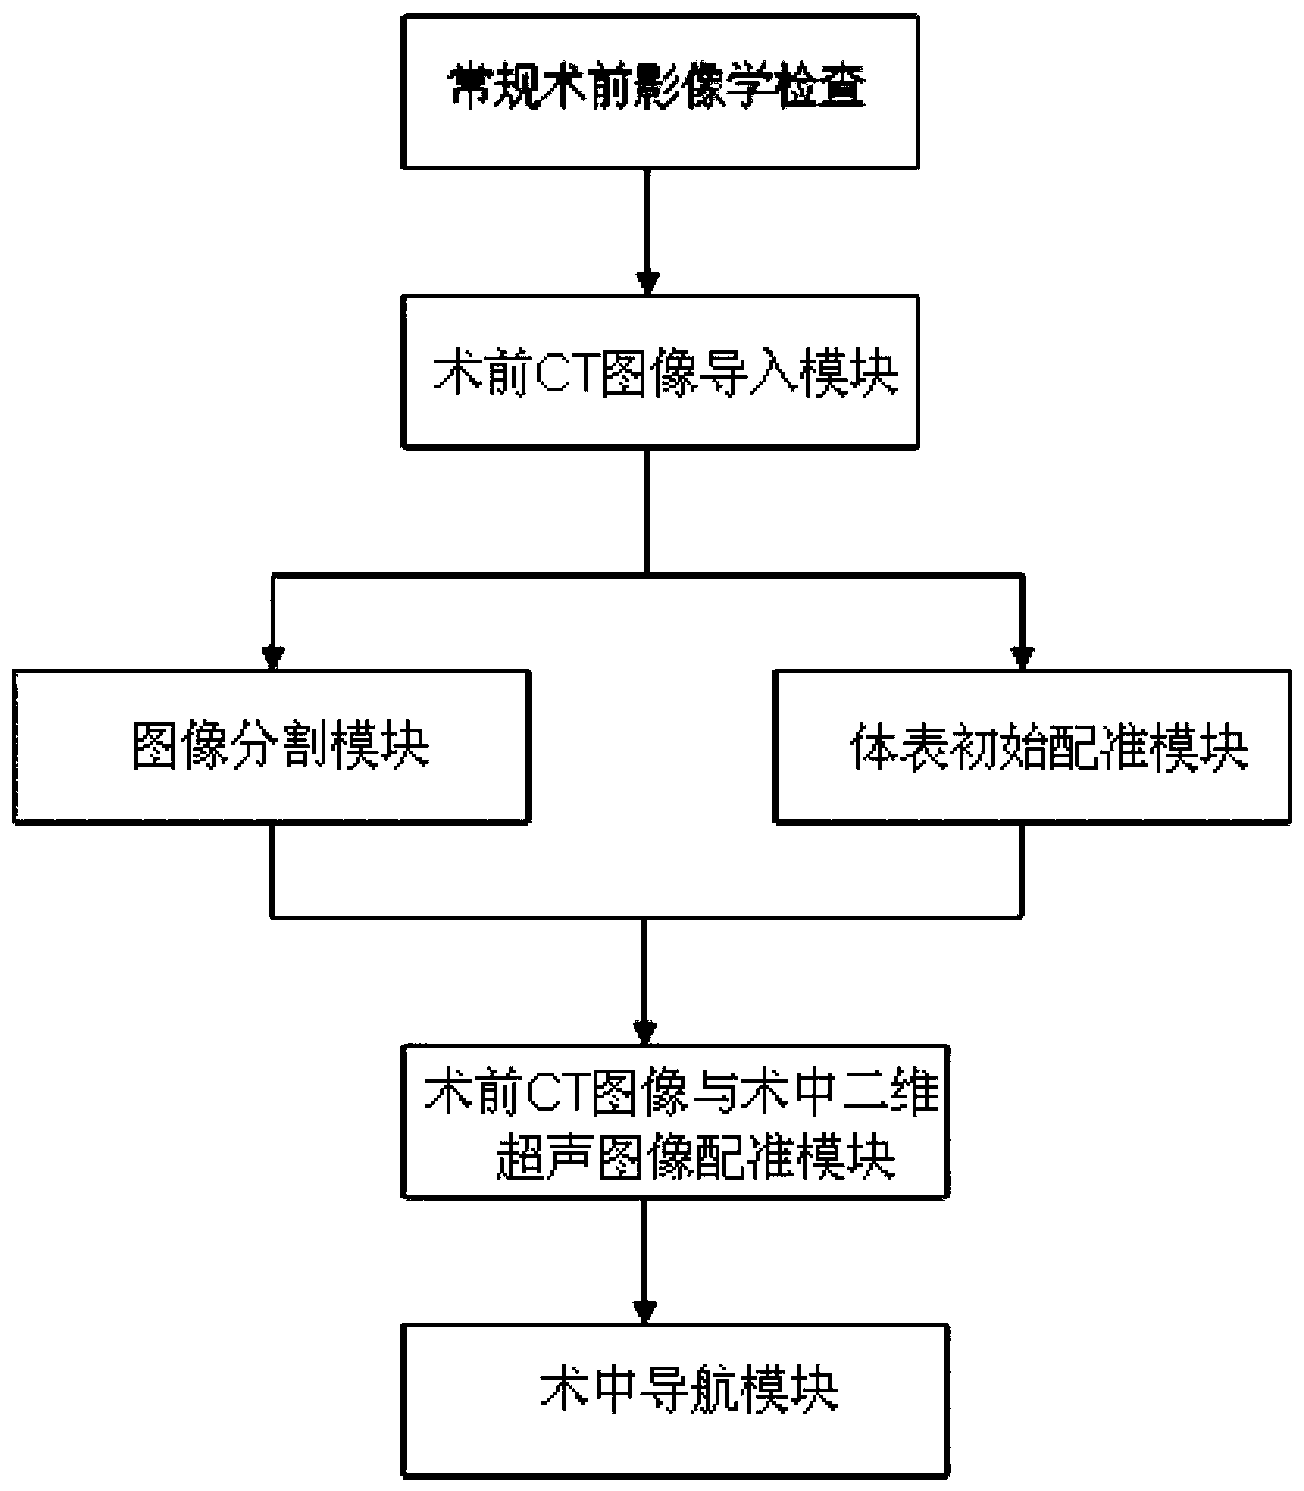 常规术前影像学检查
术前CT图像导入模块
图像分割模块
体表初始配准模块
术前CT图像与术中二维
超声图像配准模块
术中导航模块